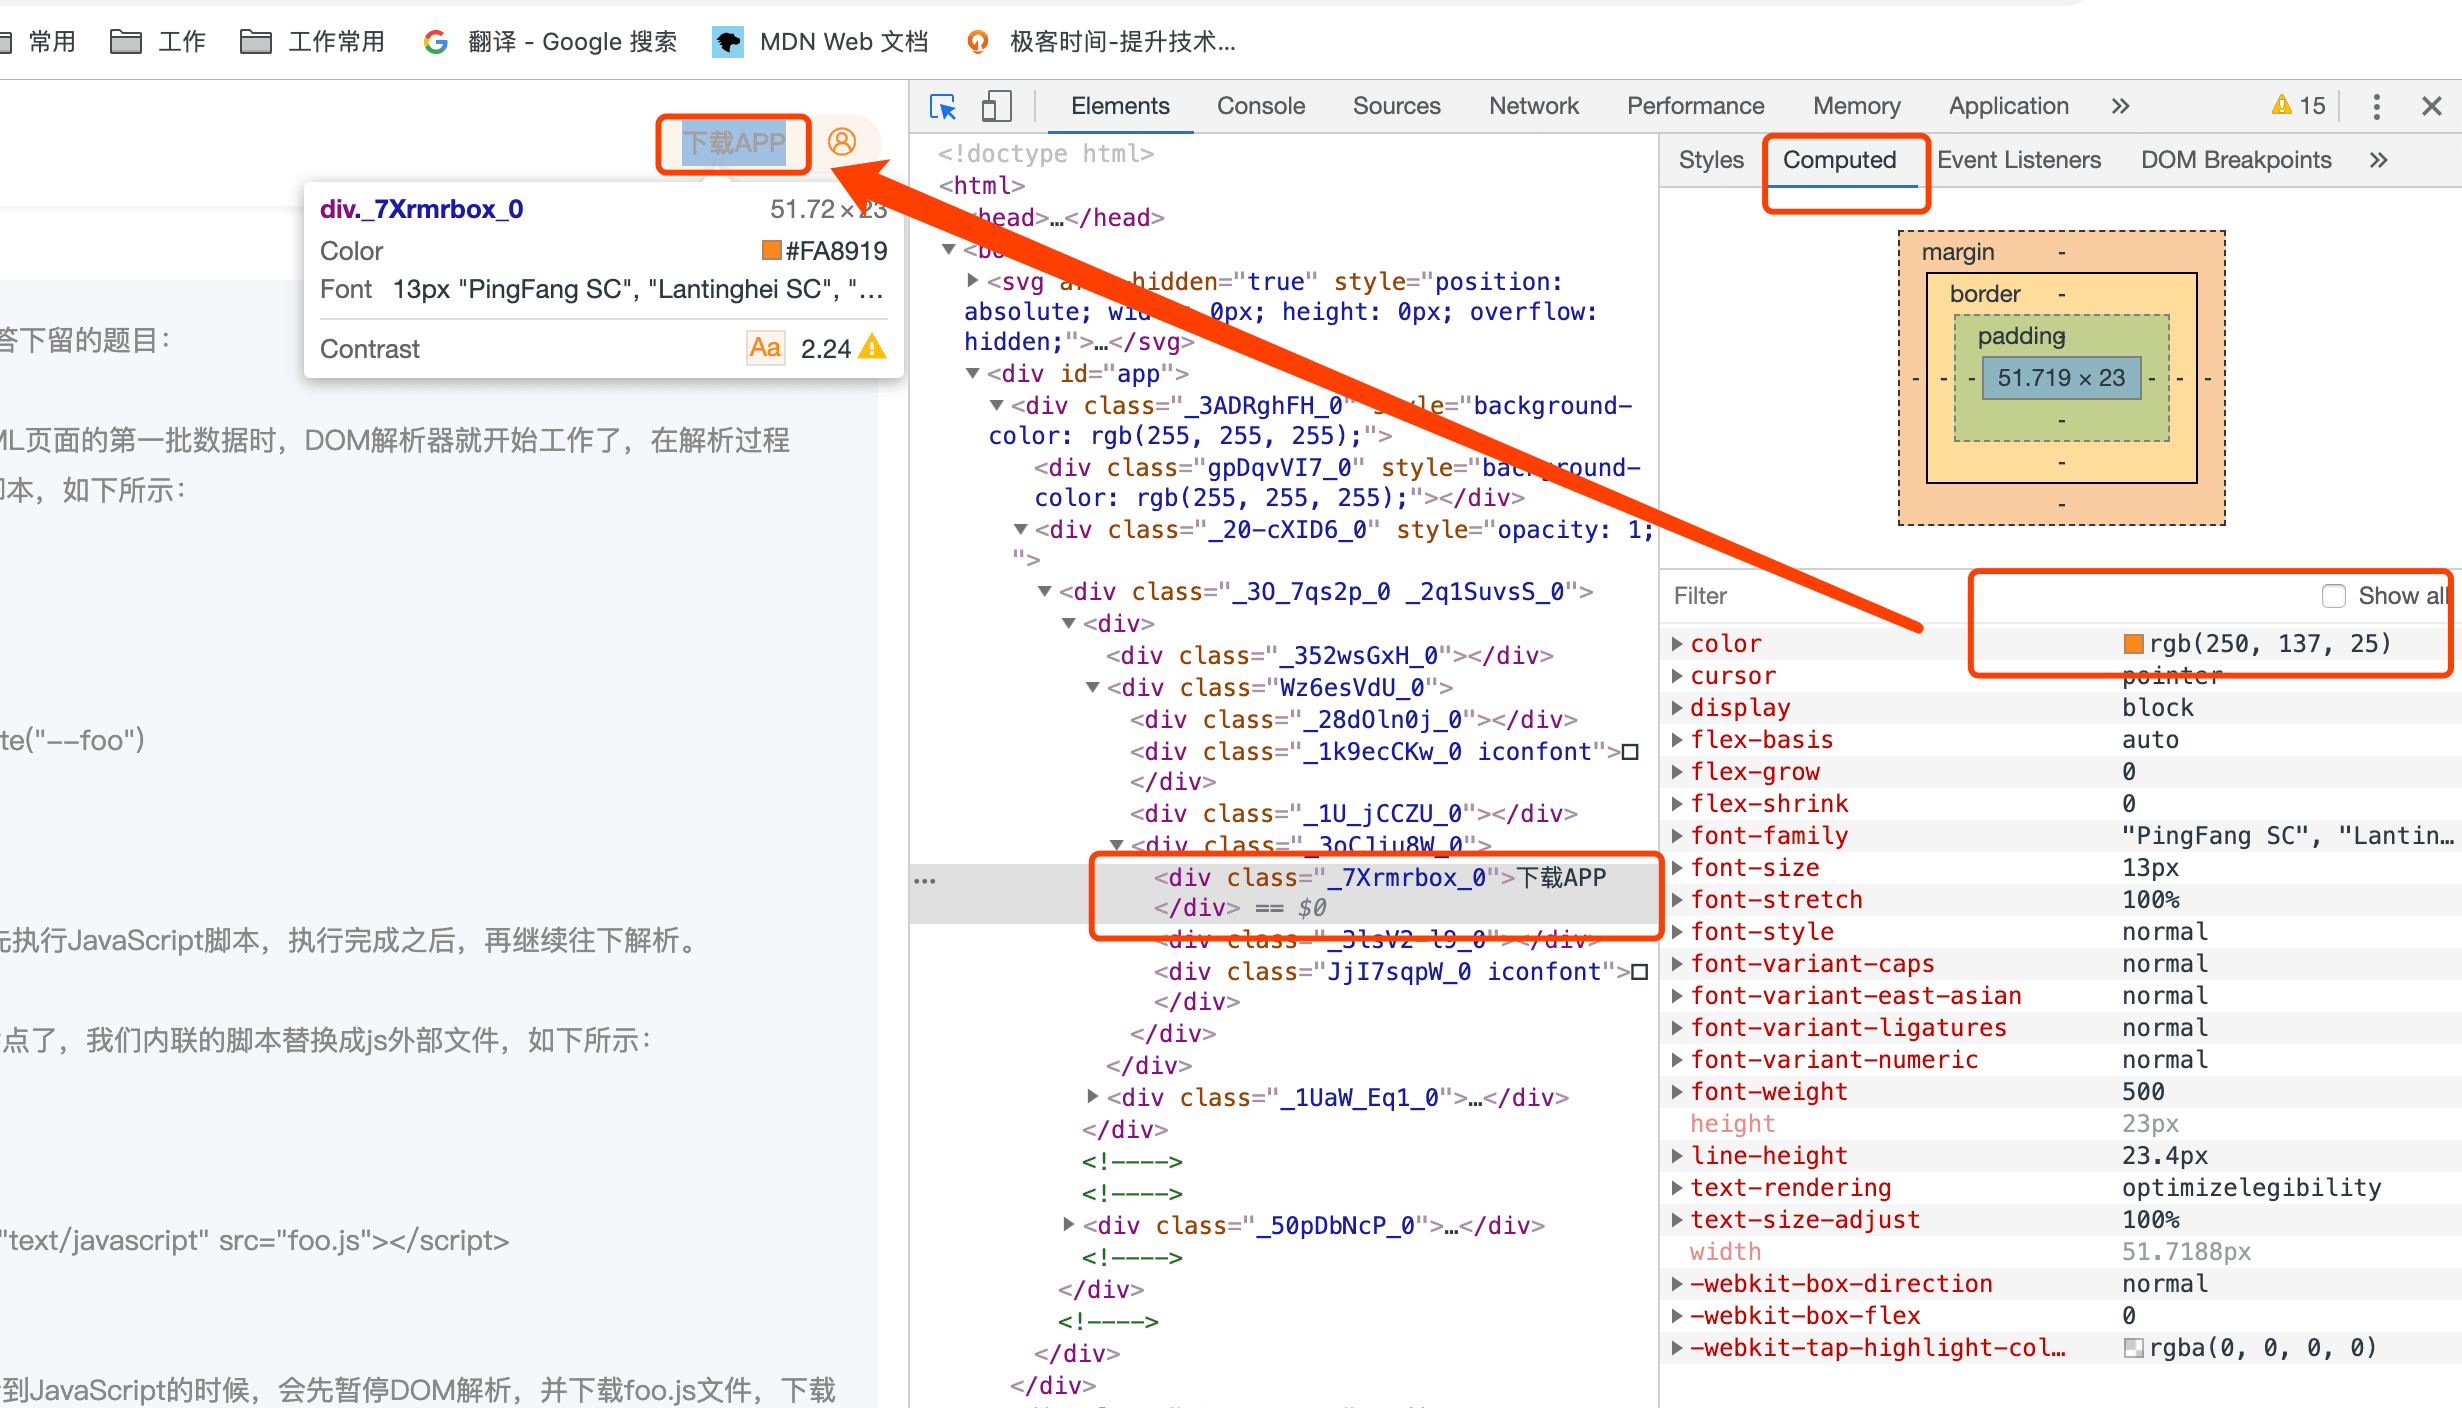 常用 工作 工作常用 翻译 - Google 搜索 MDN Web 文档 极客时间-提升技术...
下载APP
div._7Xrmrbox_0 51.72×23
Color #FA8919
Font 13px "PingFang SC", "Lantinghei SC", "…
Contrast Aa 2.24
答下留的题目：
ML页面的第一批数据时，DOM解析器就开始工作了，在解析过程
脚本，如下所示：
te("--foo")
先执行JavaScript脚本，执行完成之后，再继续往下解析。
点了，我们内联的脚本替换成js外部文件，如下所示：
"text/javascript" src="foo.js"></script>
到JavaScript的时候，会先暂停DOM解析，并下载foo.js文件，下载
Elements Console Sources Network Performance Memory Application » 15
<!doctype html>
<html>
head>…</head>
<bo
<svg a hidden="true" style="position:
absolute; wid 0px; height: 0px; overflow:
hidden;">…</svg>
<div id="app">
<div class="_3ADRghFH_0" style="background-
color: rgb(255, 255, 255);">
<div class="gpDqvVI7_0" style="background-
color: rgb(255, 255, 255);"></div>
<div class="_20-cXID6_0" style="opacity: 1;
">
<div class="_3O_7qs2p_0 _2q1SuvsS_0">
<div>
<div class="_352wsGxH_0"></div>
<div class="Wz6esVdU_0">
<div class="_28dOln0j_0"></div>
<div class="_1k9ecCKw_0 iconfont">□
</div>
<div class="_1U_jCCZU_0"></div>
<div class="_3oCJiu8W_0">
… <div class="_7Xrmrbox_0">下载APP
</div> == $0
<div class="_3lsV2-l9_0"></div>
<div class="JjI7sqpW_0 iconfont">□
</div>
</div>
</div>
<div class="_1UaW_Eq1_0">…</div>
</div>
<!---->
<!---->
<div class="_50pDbNcP_0">…</div>
<!---->
</div>
<!---->
</div>
</div>
Styles Computed Event Listeners DOM Breakpoints »
margin -
border -
padding -
- - - 51.719 × 23 - - -
-
-
-
Filter Show all
color rgb(250, 137, 25)
cursor pointer
display block
flex-basis auto
flex-grow 0
flex-shrink 0
font-family "PingFang SC", "Lantin…
font-size 13px
font-stretch 100%
font-style normal
font-variant-caps normal
font-variant-east-asian normal
font-variant-ligatures normal
font-variant-numeric normal
font-weight 500
height 23px
line-height 23.4px
text-rendering optimizelegibility
text-size-adjust 100%
width 51.7188px
-webkit-box-direction normal
-webkit-box-flex 0
-webkit-tap-highlight-col… rgba(0, 0, 0, 0)